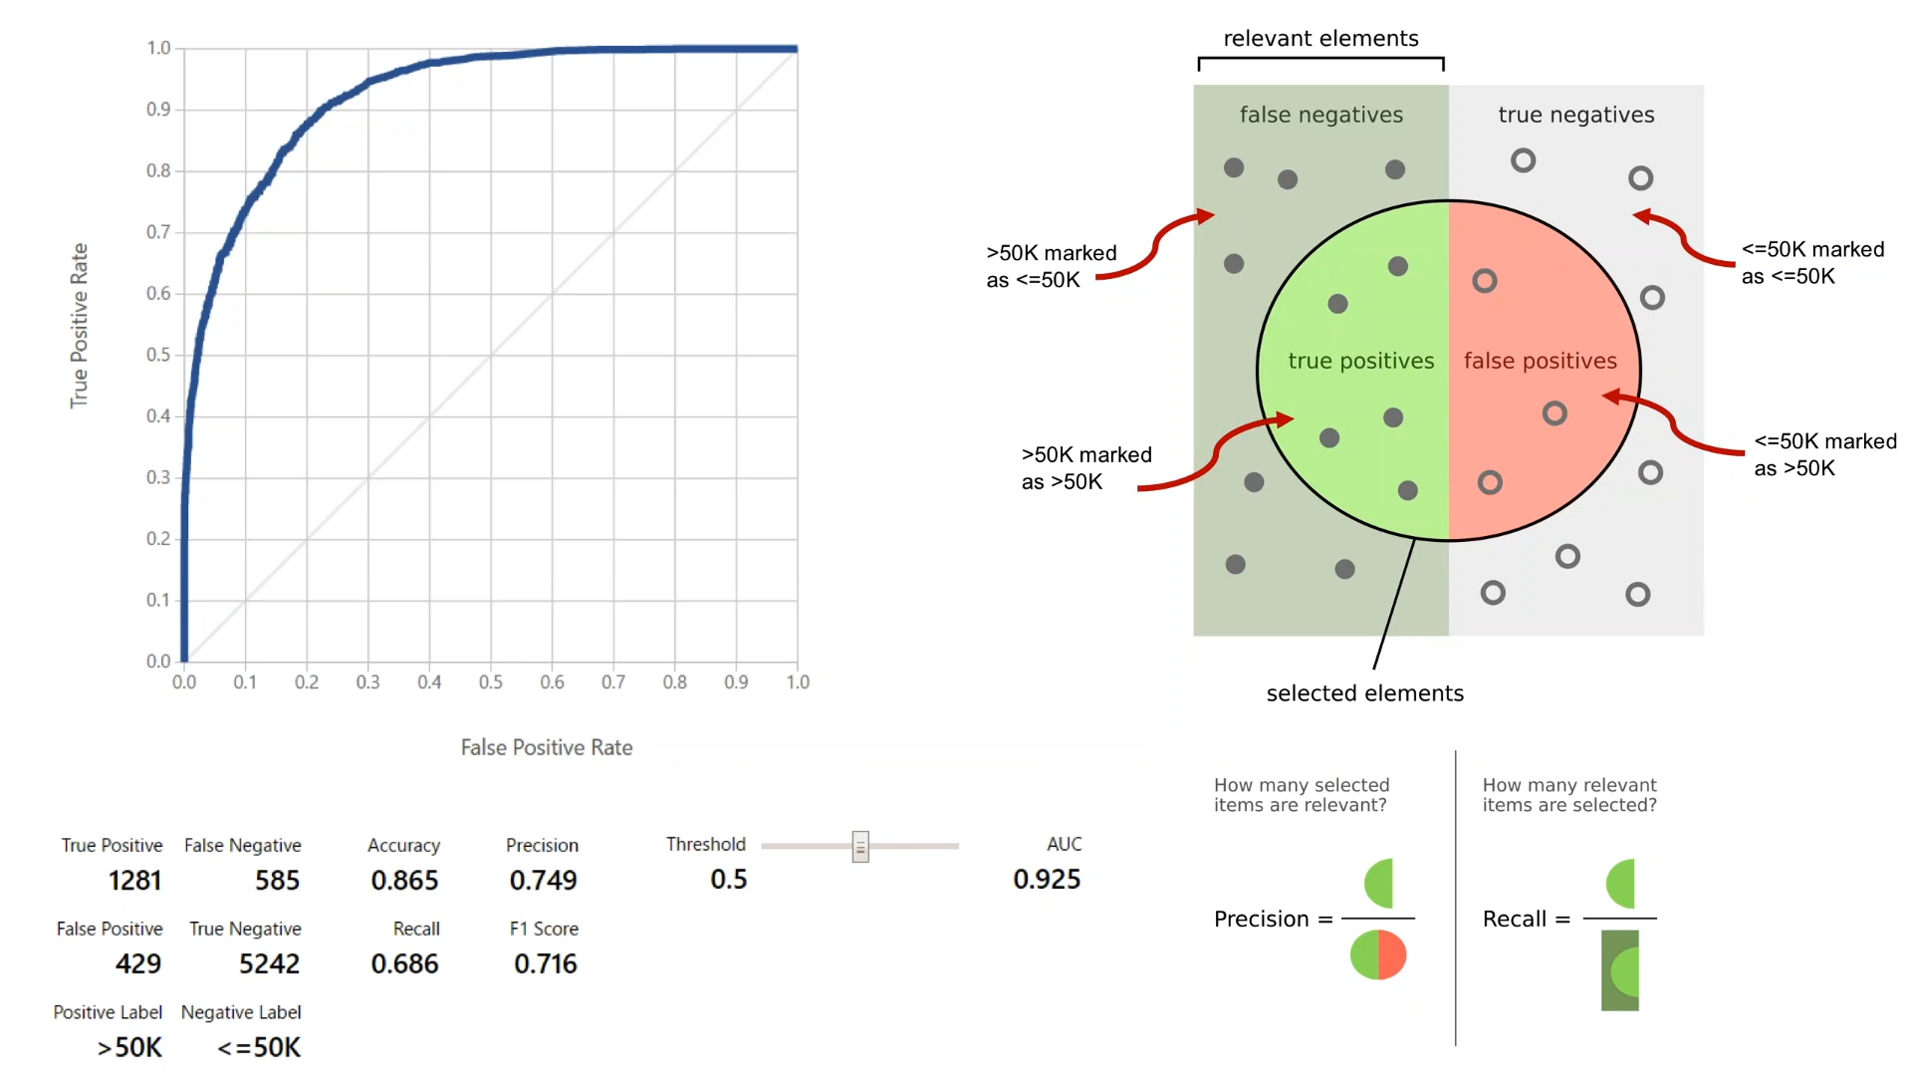 1.0
0.9
0.8
0.7
0.6
0.5
0.4
0.3
0.2
0.1
0.0
True Positive Rate
0.0 0.1 0.2 0.3 0.4 0.5 0.6 0.7 0.8 0.9 1.0
False Positive Rate
True Positive False Negative Accuracy Precision
1281 585 0.865 0.749
False Positive True Negative Recall F1 Score
429 5242 0.686 0.716
Positive Label Negative Label
>50K <=50K
Threshold AUC
0.5 0.925
relevant elements
false negatives true negatives
>50K marked
as <=50K
<=50K marked
as <=50K
true positives false positives
>50K marked
as >50K
<=50K marked
as >50K
selected elements
How many selected
items are relevant?
Precision =
How many relevant
items are selected?
Recall =